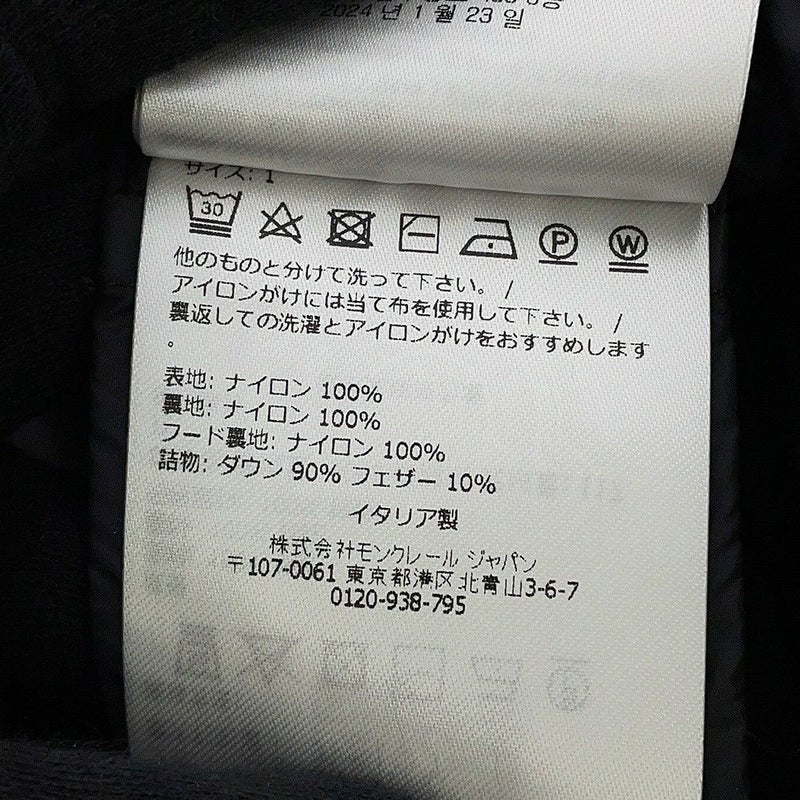 2024 년 1 월 23 일
サイズ: 1
30
P
W
他のものと分けて洗って下さい。 /
アイロンがけには当て布を使用して下さい。 /
裏返しての洗濯とアイロンがけをおすすめします
。
表地: ナイロン 100%
裏地: ナイロン 100%
フード裏地: ナイロン 100%
詰物: ダウン 90% フェザー 10%
イタリア製
株式会社モンクレール ジャパン
〒107-0061 東京都港区北青山3-6-7
0120-938-795